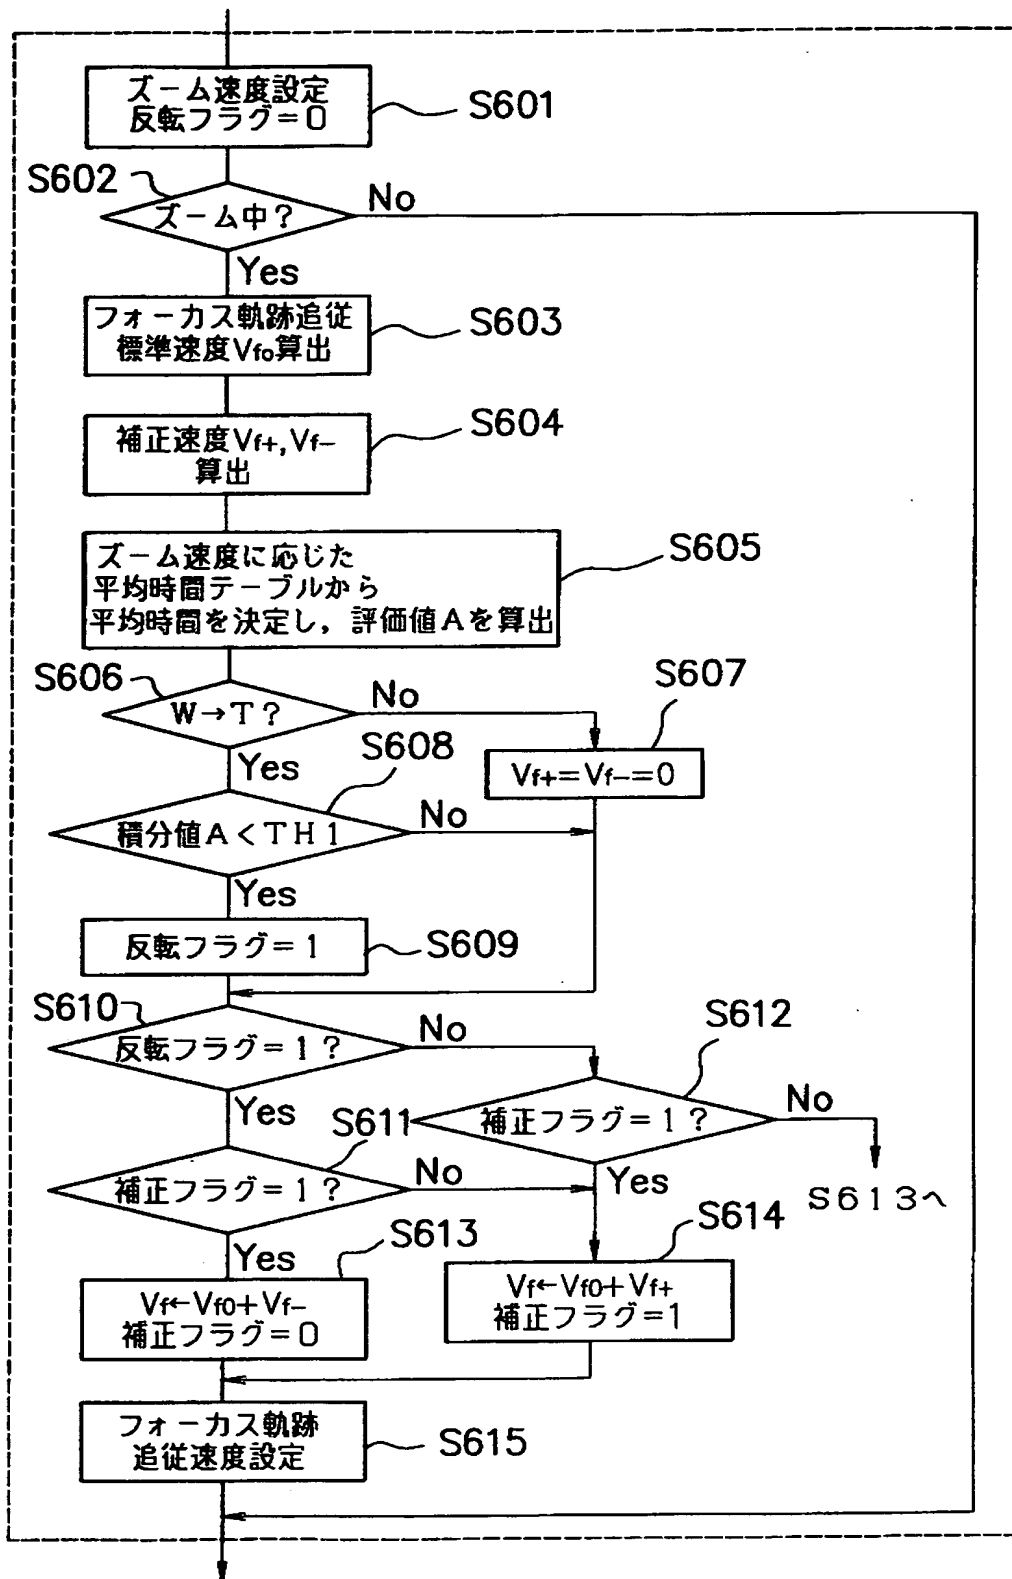 ズーム速度設定
反転フラグ=0
S601
S602
ズーム中?
No
Yes
フォーカス軌跡追従
標準速度Vfo算出
S603
補正速度Vf+,Vf−
算出
S604
ズーム速度に応じた
平均時間テーブルから
平均時間を決定し,評価値Aを算出
S605
S606
W→T?
No
S607
Yes
Vf+=Vf−=0
S608
積分値A<TH1
No
Yes
反転フラグ=1
S609
S610
反転フラグ=1?
No
S612
Yes
補正フラグ=1?
No
S611
補正フラグ=1?
No
Yes
S613へ
S613
S614
Yes
Vf←Vf0+Vf−
補正フラグ=0
Vf←Vf0+Vf+
補正フラグ=1
フォーカス軌跡
追従速度設定
S615